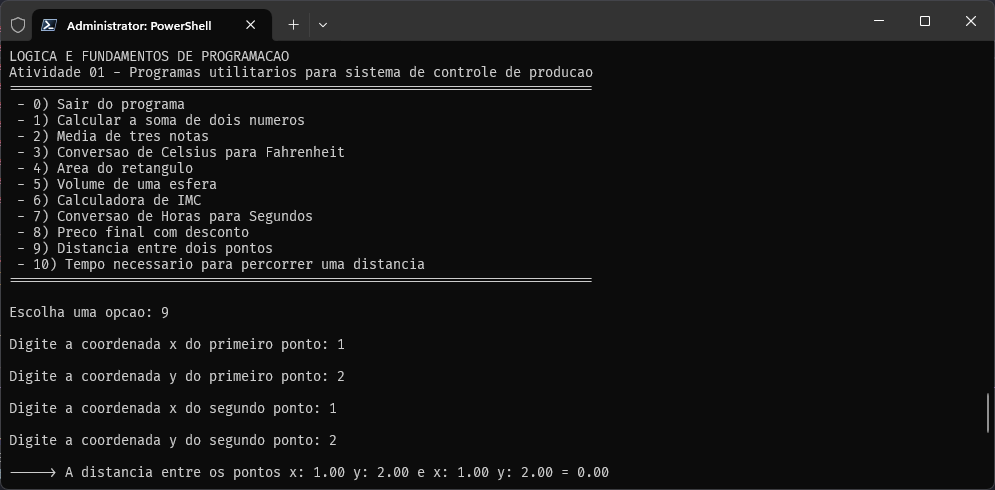 Administrator: PowerShell
LOGICA E FUNDAMENTOS DE PROGRAMACAO
Atividade 01 - Programas utilitarios para sistema de controle de producao
=========================================================================
- 0) Sair do programa
- 1) Calcular a soma de dois numeros
- 2) Media de tres notas
- 3) Conversao de Celsius para Fahrenheit
- 4) Area do retangulo
- 5) Volume de uma esfera
- 6) Calculadora de IMC
- 7) Conversao de Horas para Segundos
- 8) Preco final com desconto
- 9) Distancia entre dois pontos
- 10) Tempo necessario para percorrer uma distancia
=========================================================================
Escolha uma opcao: 9
Digite a coordenada x do primeiro ponto: 1
Digite a coordenada y do primeiro ponto: 2
Digite a coordenada x do segundo ponto: 1
Digite a coordenada y do segundo ponto: 2
-----> A distancia entre os pontos x: 1.00 y: 2.00 e x: 1.00 y: 2.00 = 0.00